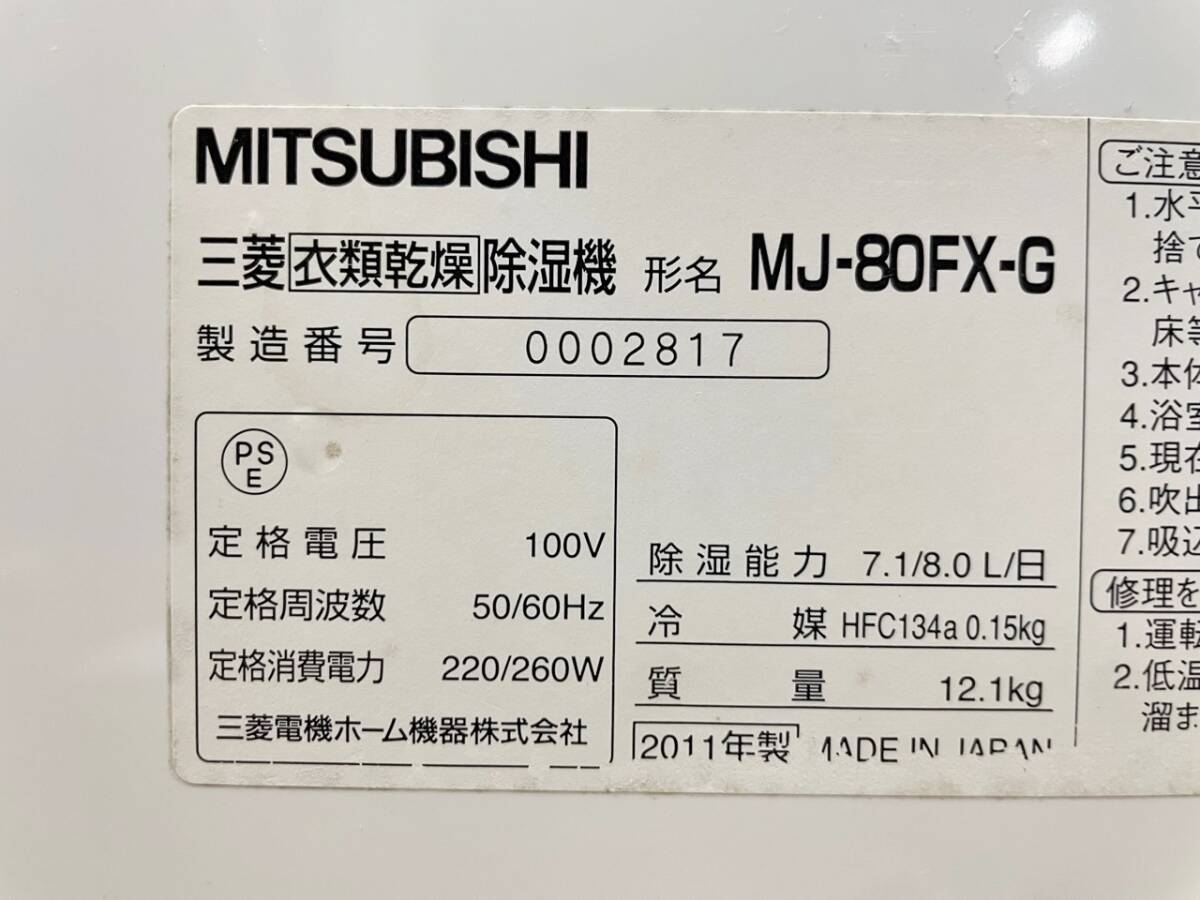 MITSUBISHI
三菱衣類乾燥除湿機 形名 MJ-80FX-G
製造番号 0002817
PS
E
定格電圧 100V
定格周波数 50/60Hz
定格消費電力 220/260W
三菱電機ホーム機器株式会社
除湿能力 7.1/8.0 L/日
冷媒 HFC134a 0.15kg
質量 12.1kg
2011年製 MADE IN JAPAN
ご注意
1.水平
捨て
2.キャ
床等
3.本体
4.浴室
5.現在
6.吹出
7.吸込
修理を
1.運転
2.低温
溜ま